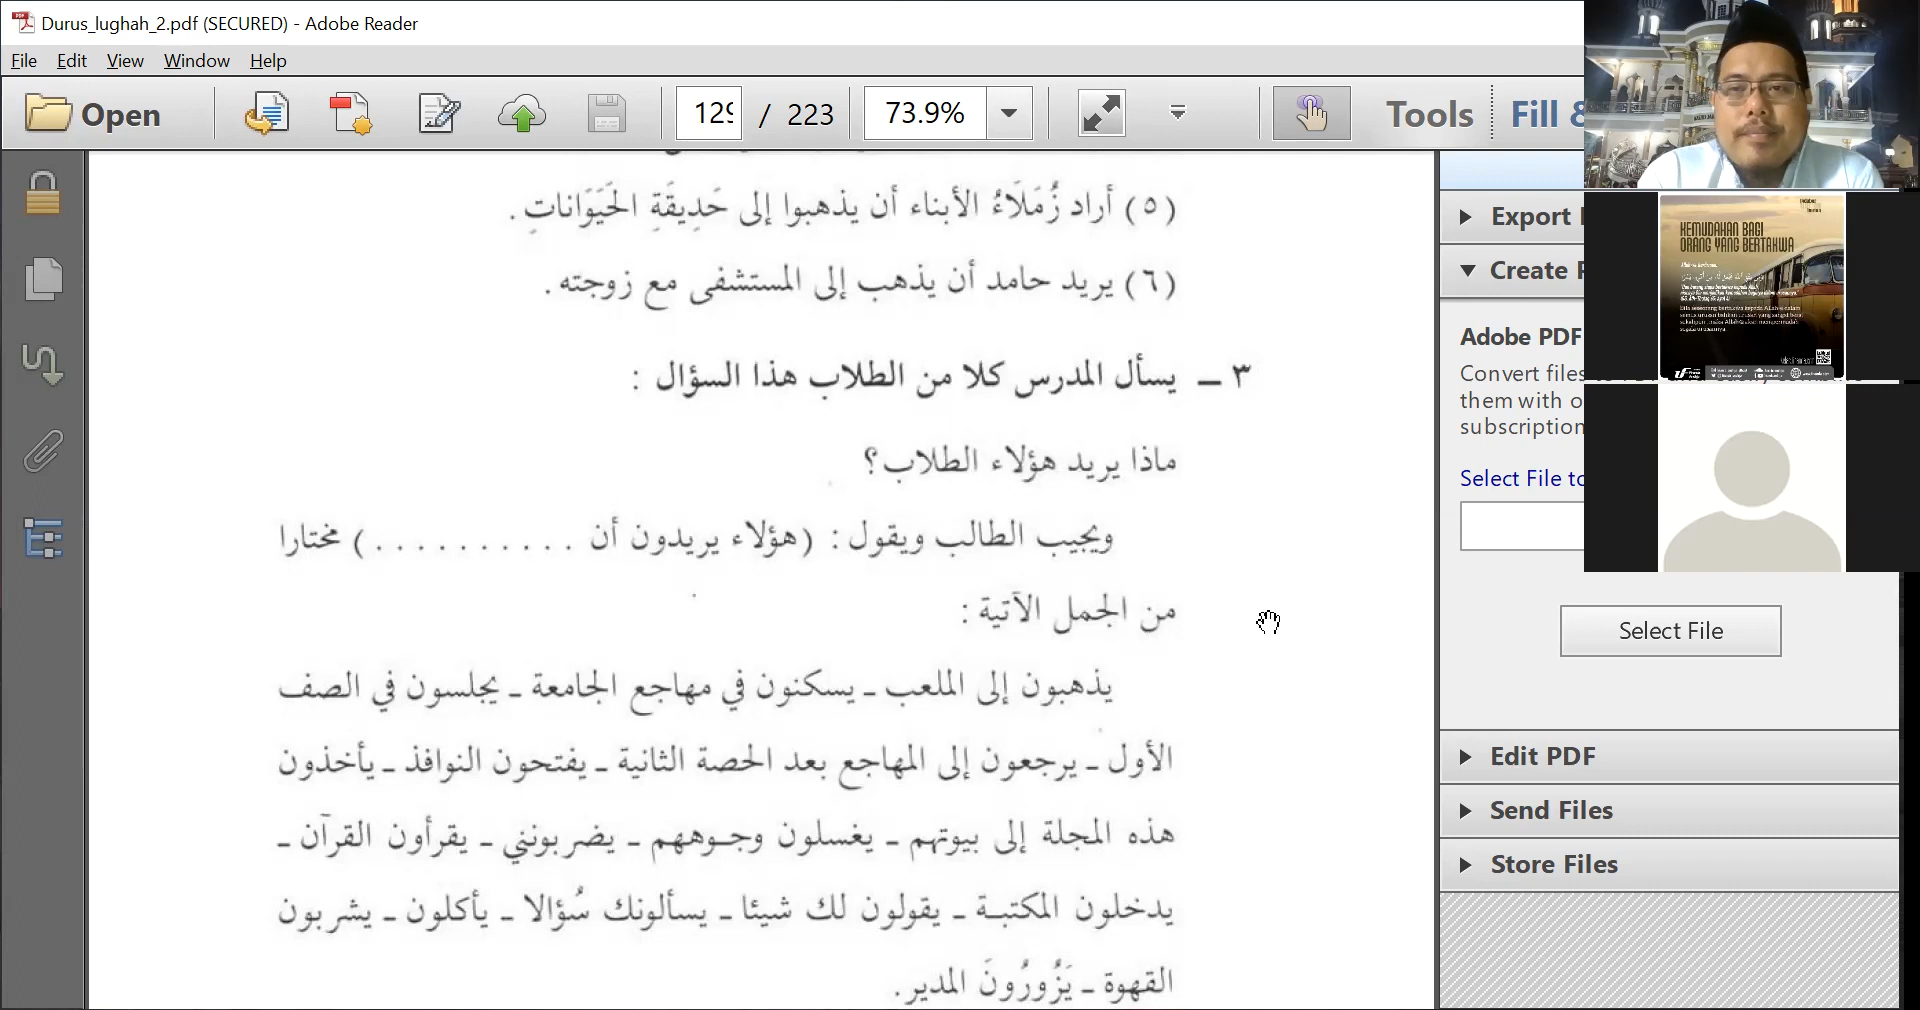 Durus_lughah_2.pdf (SECURED) - Adobe Reader
File Edit View Window Help
Open 129 / 223 73.9% Tools Fill &
(٥) أراد زُمَلَاءُ الأبناء أن يذهبوا إلى حَدِيقَةِ الحَيَوَاناتِ .
(٦) يريد حامد أن يذهب إلى المستشفى مع زوجته .
٣ ــ يسأل المدرس كلا من الطلاب هذا السؤال :
ماذا يريد هؤلاء الطلاب؟
ويجيب الطالب ويقول : (هؤلاء يريدون أن . . . . . . . . . . ) مختارا
من الجمل الآتية :
يذهبون إلى الملعب ـ يسكنون في مهاجع الجامعة ـ يجلسون في الصف
الأول ـ يرجعون إلى المهاجع بعد الحصة الثانية ـ يفتحون النوافذ ـ يأخذون
هذه المجلة إلى بيوتهم ـ يغسلون وجوههم ـ يضربونني ـ يقرأون القرآن ـ
يدخلون المكتبة ـ يقولون لك شيئا ـ يسألونك سُؤالا ـ يأكلون ـ يشربون
القهوة ـ يَزُورُونَ المدير.
Export
Create
Adobe PDF
Convert files
them with
subscription
Select File to
Select File
Edit PDF
Send Files
Store Files
KEMUDAHAN BAGI
ORANG YANG BERTAKWA